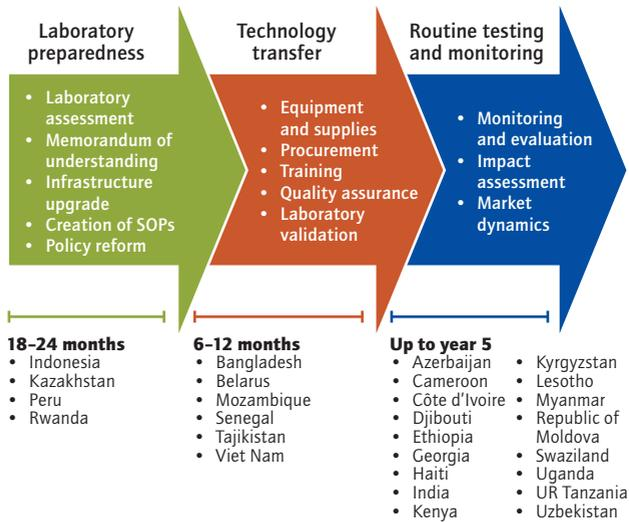 Laboratory
preparedness
• Laboratory
assessment
• Memorandum of
understanding
• Infrastructure
upgrade
• Creation of SOPs
• Policy reform
Technology
transfer
• Equipment
and supplies
• Procurement
• Training
• Quality assurance
• Laboratory
validation
Routine testing
and monitoring
• Monitoring
and evaluation
• Impact
assessment
• Market
dynamics
18–24 months
• Indonesia
• Kazakhstan
• Peru
• Rwanda
6–12 months
• Bangladesh
• Belarus
• Mozambique
• Senegal
• Tajikistan
• Viet Nam
Up to year 5
• Azerbaijan
• Cameroon
• Côte d’Ivoire
• Djibouti
• Ethiopia
• Georgia
• Haiti
• India
• Kenya
• Kyrgyzstan
• Lesotho
• Myanmar
• Republic of
Moldova
• Swaziland
• Uganda
• UR Tanzania
• Uzbekistan